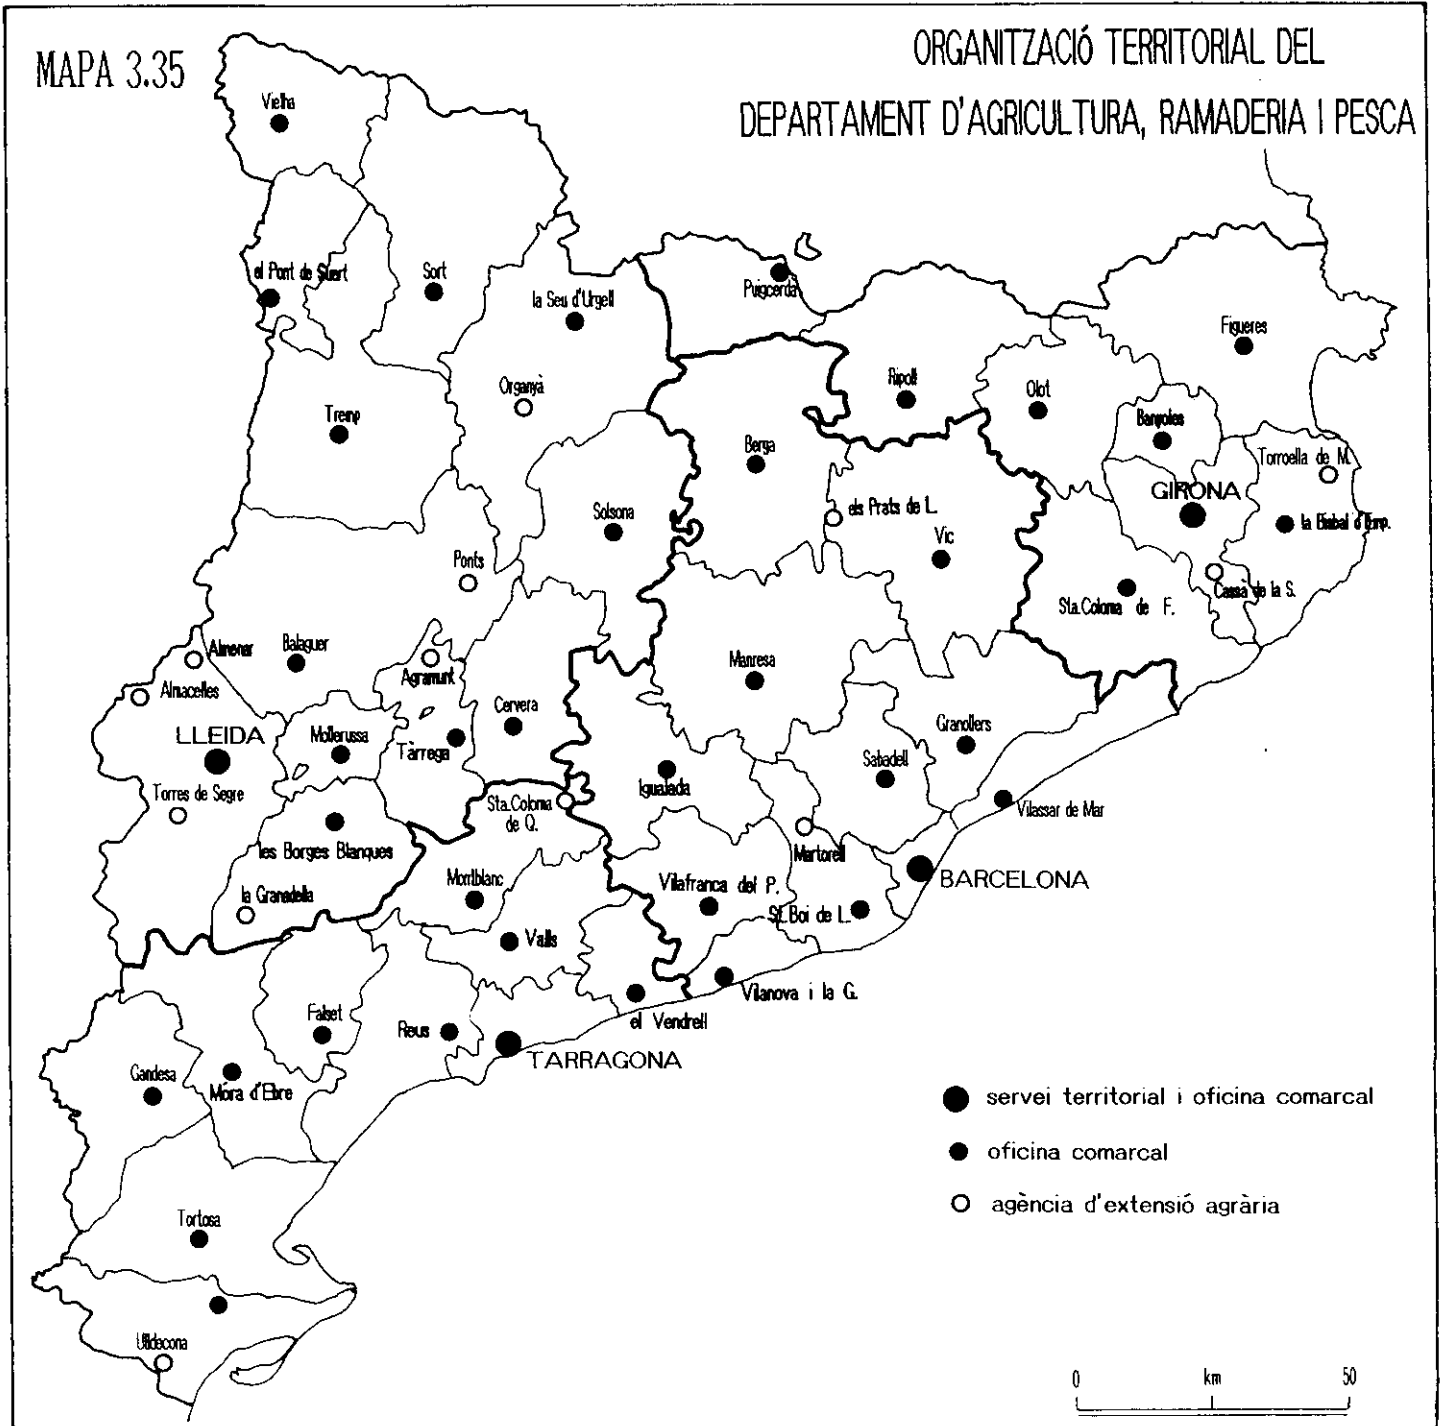 MAPA 3.35
ORGANITZACIÓ TERRITORIAL DEL
DEPARTAMENT D'AGRICULTURA, RAMADERIA I PESCA
Vielha
el Pont de Suert
Sort
la Seu d'Urgell
Puigcerdà
Figueres
Organyà
Ripoll
Olot
Tremp
Banyoles
Berga
Torroella de M.
GIRONA
Solsona
els Prats de L.
la Bisbal d'Emp.
Vic
Ponts
Cassà de la S.
Sta.Coloma de F.
Almenar
Balaguer
Agramunt
Manresa
Almacelles
Cervera
LLEIDA
Mollerussa
Tàrrega
Granollers
Sabadell
Igualada
Torres de Segre
Sta.Coloma
de Q.
Vilassar de Mar
les Borges Blanques
Martorell
BARCELONA
la Granadella
Montblanc
Vilafranca del P.
St.Boi de L.
Valls
Vilanova i la G.
el Vendrell
Falset
Reus
TARRAGONA
Gandesa
Móra d'Ebre
servei territorial i oficina comarcal
oficina comarcal
agència d'extensió agrària
Tortosa
Ulldecona
0 km 50